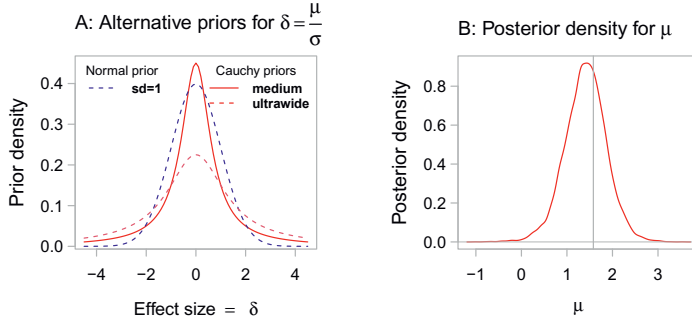 A: Alternative priors for δ = μ/σ
Normal prior
sd=1
Cauchy priors
medium
ultrawide
Prior density
0.0
0.1
0.2
0.3
0.4
−4 −2 0 2 4
Effect size = δ
B: Posterior density for μ
Posterior density
0.0
0.2
0.4
0.6
0.8
−1 0 1 2 3
μ